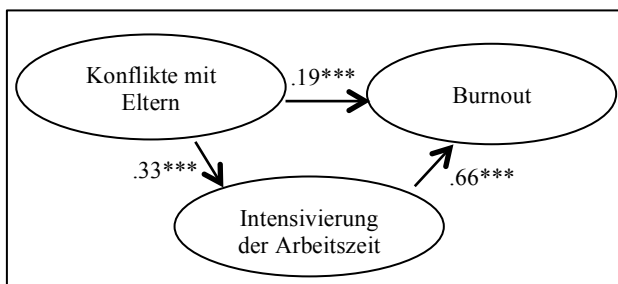 Konflikte mit
Eltern
.19***
Burnout
.33***
.66***
Intensivierung
der Arbeitszeit